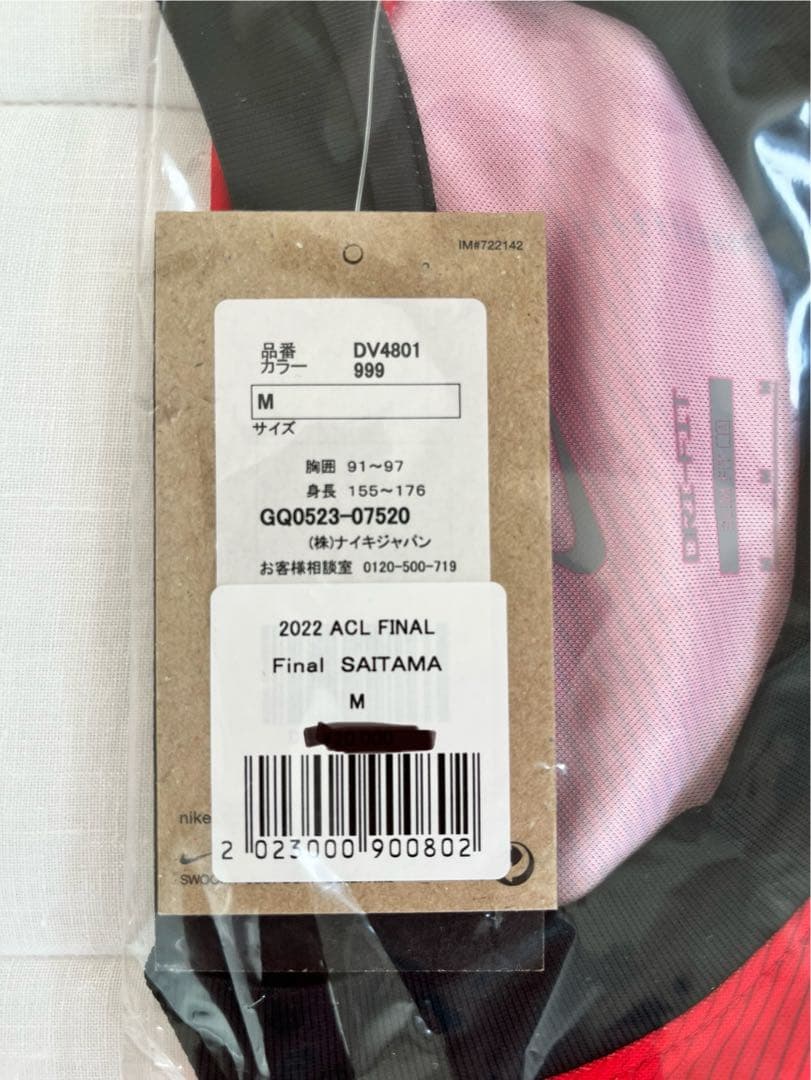 IM#722142
品番 DV4801
カラー 999
M
サイズ
胸囲 91～97
身長 155～176
GQ0523-07520
(株)ナイキジャパン
お客様相談室 0120-500-719
2022 ACL FINAL
Final SAITAMA
M
2 023000 900802
nike
DRI-FIT
M
M
M